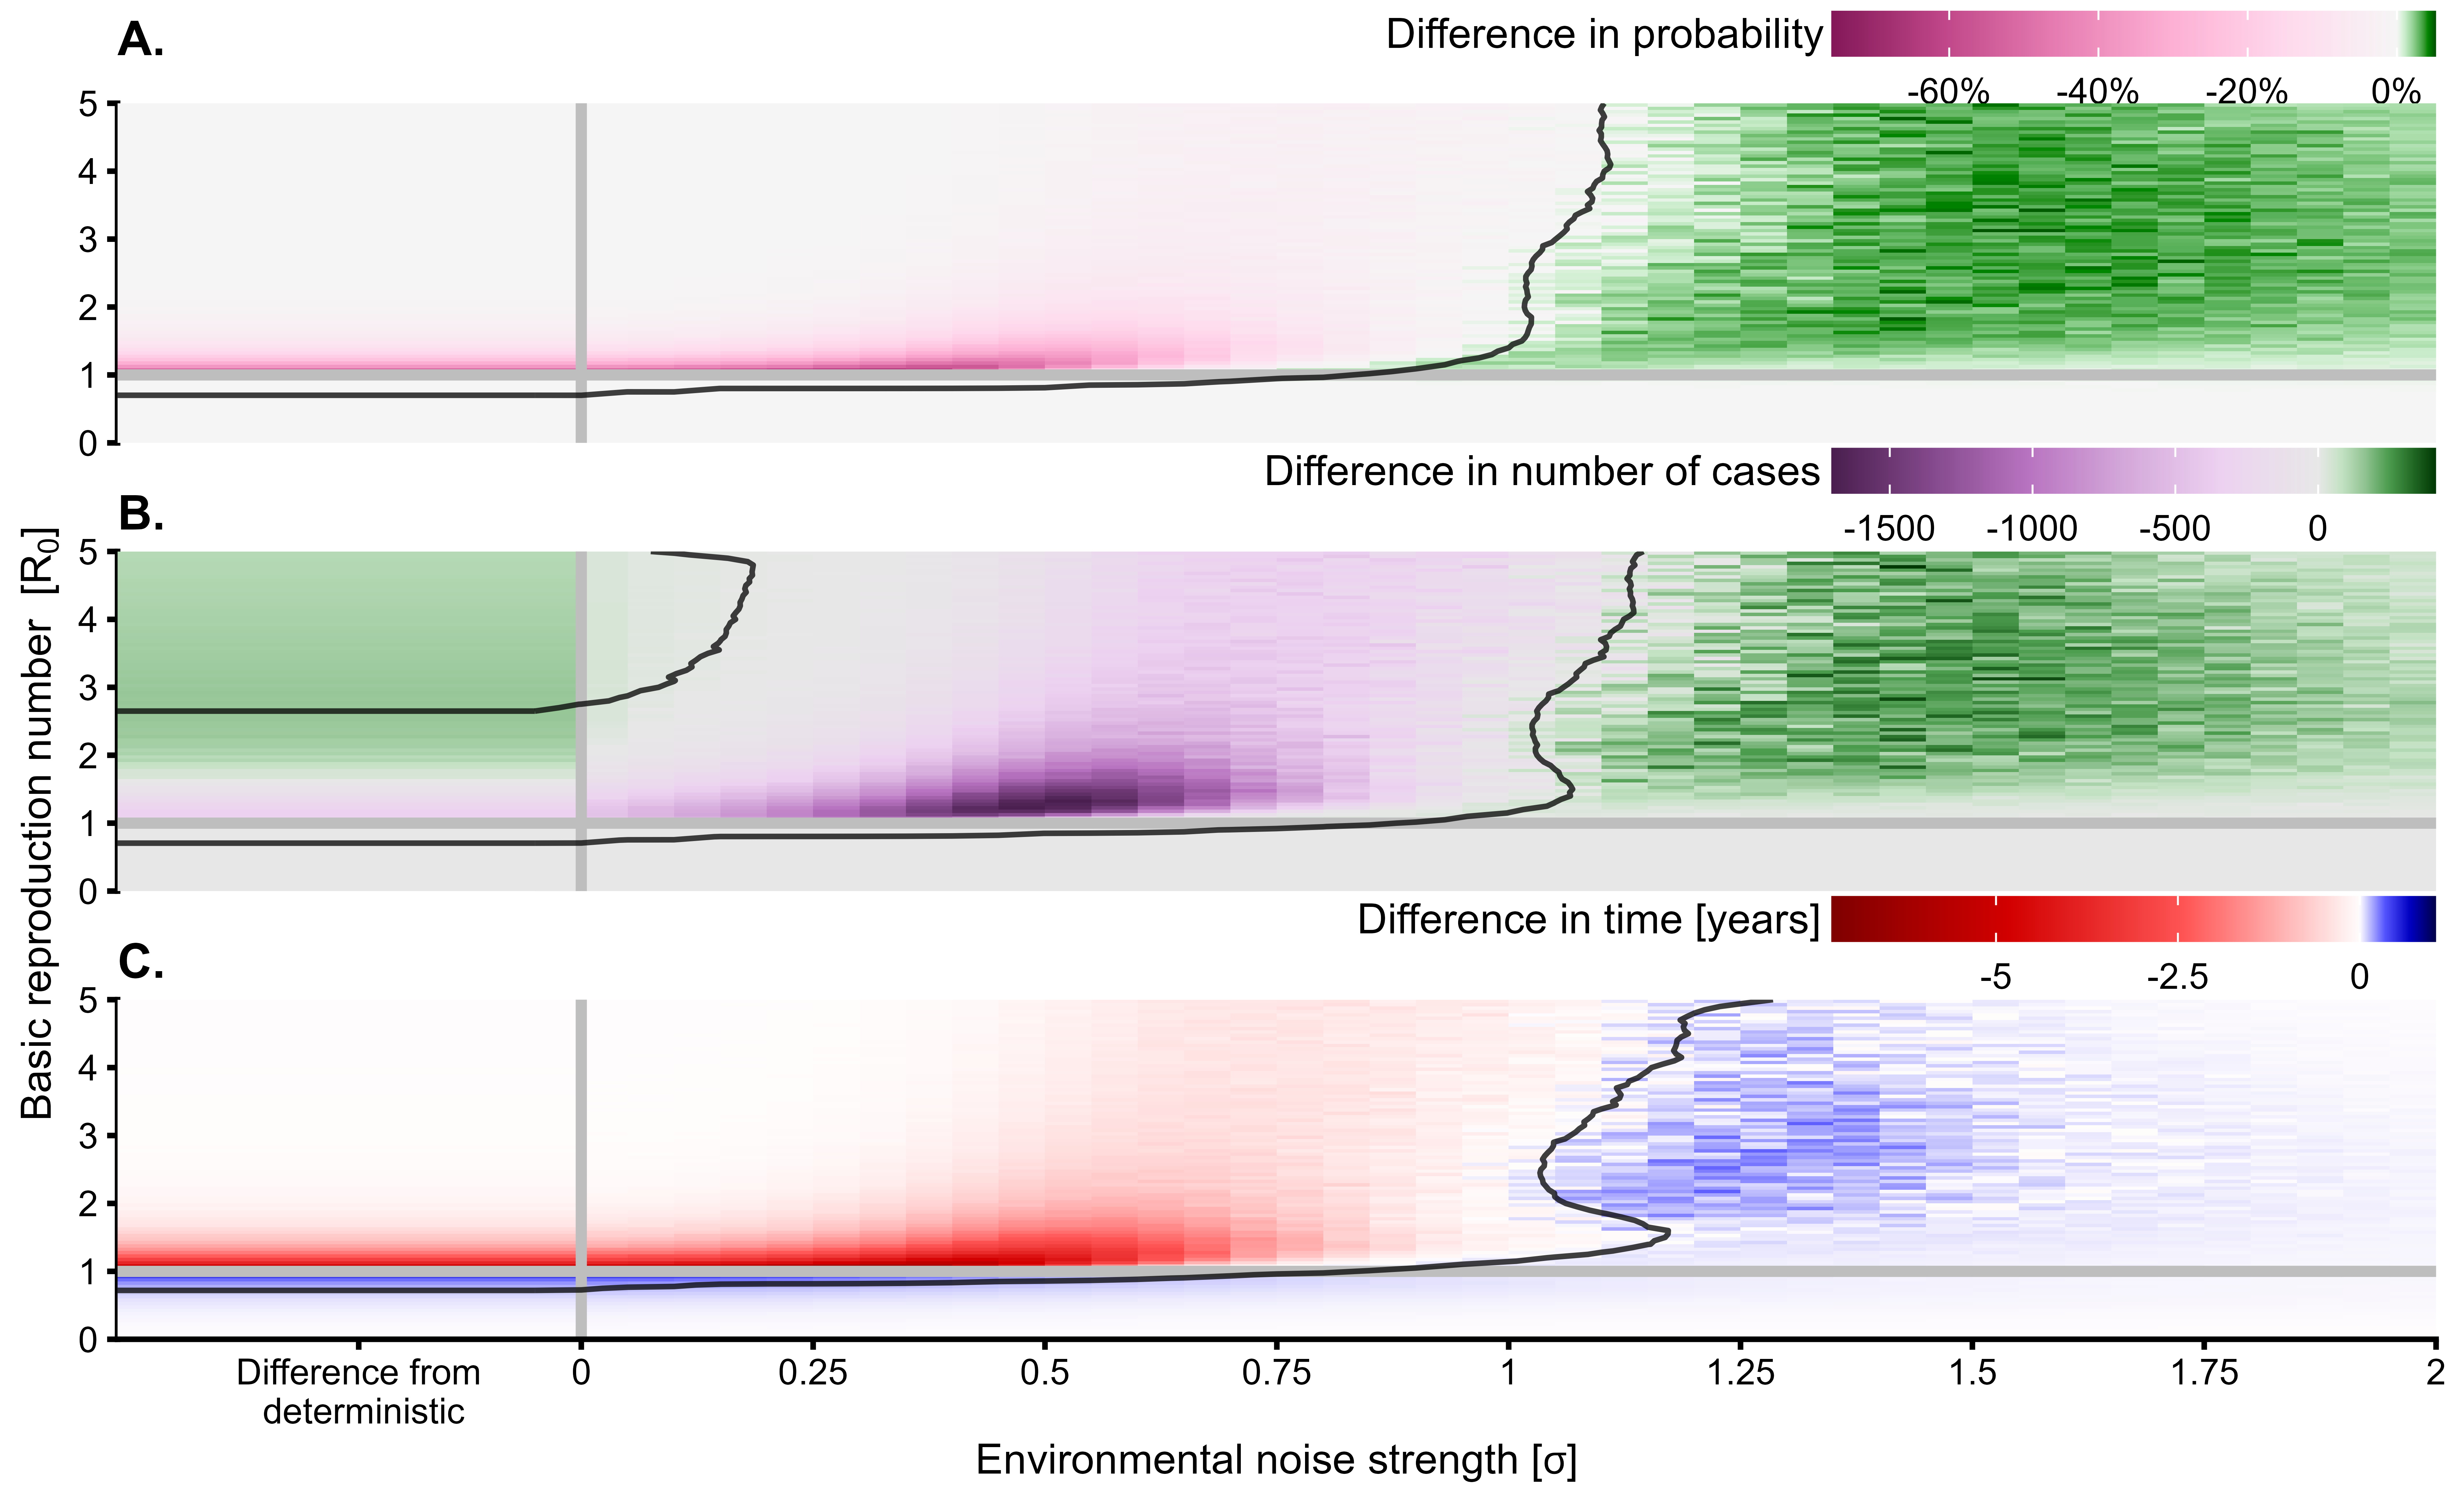 A.
Difference in probability
-60% -40% -20% 0%
5
4
3
2
1
0
Difference in number of cases
-1500 -1000 -500 0
B.
5
4
3
2
1
0
Difference in time [years]
-5 -2.5 0
C.
5
4
3
2
1
0
Basic reproduction number [R0]
Difference from
deterministic
0 0.25 0.5 0.75 1 1.25 1.5 1.75 2
Environmental noise strength [σ]